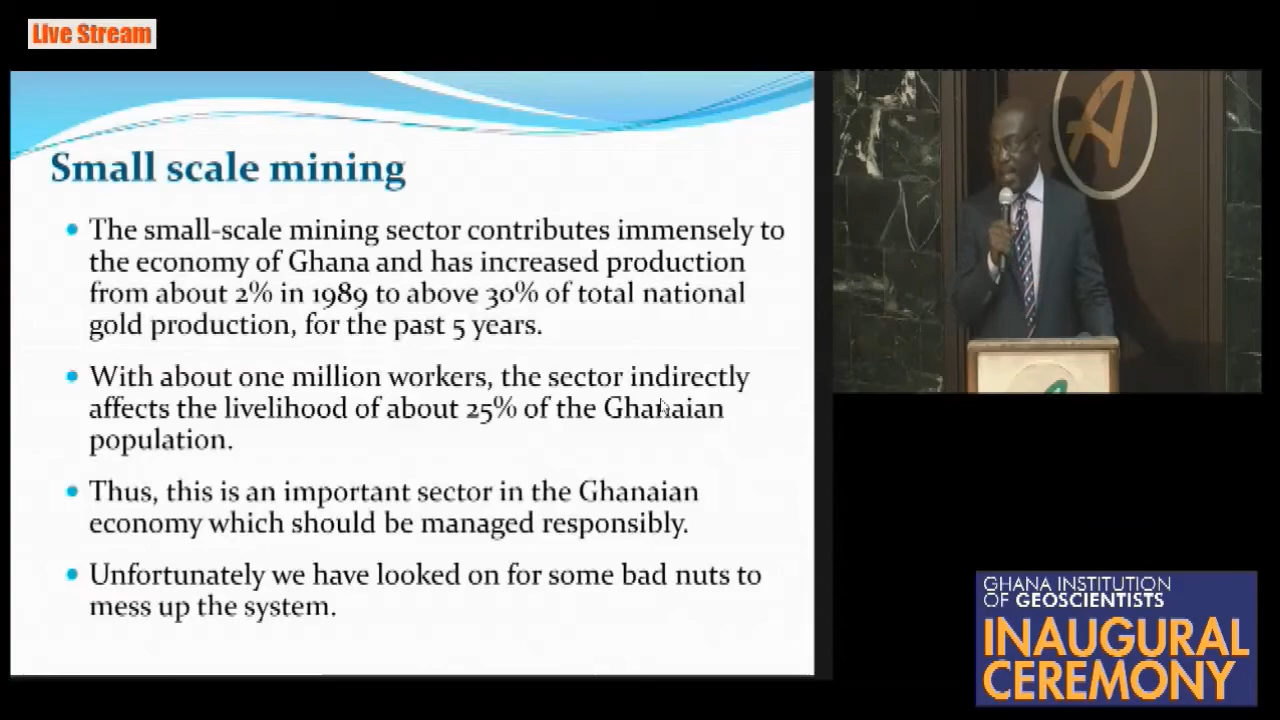 Live Stream
Small scale mining
• The small-scale mining sector contributes immensely to
the economy of Ghana and has increased production
from about 2% in 1989 to above 30% of total national
gold production, for the past 5 years.
• With about one million workers, the sector indirectly
affects the livelihood of about 25% of the Ghanaian
population.
• Thus, this is an important sector in the Ghanaian
economy which should be managed responsibly.
• Unfortunately we have looked on for some bad nuts to
mess up the system.
A
GHANA INSTITUTION
OF GEOSCIENTISTS
INAUGURAL
CEREMONY